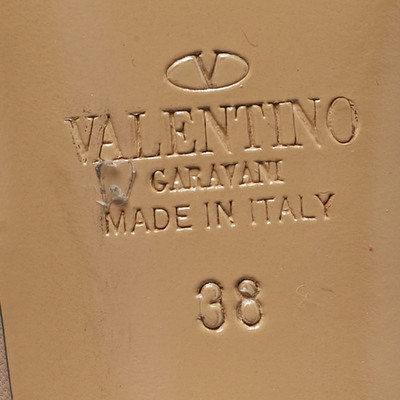 V
VALENTINO
GARAVANI
MADE IN ITALY
38